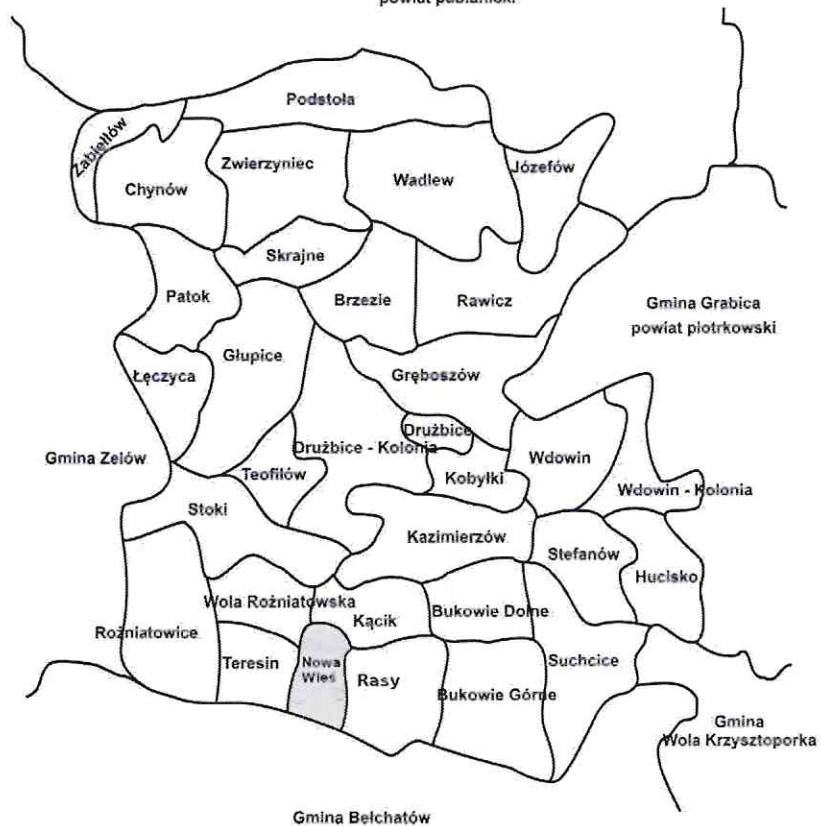 powiat pabianicki
Podstoła
Zabiełłów
Chynów
Zwierzyniec
Wadlew
Józefów
Skrajne
Patok
Brzezie
Rawicz
Gmina Grabica
powiat piotrkowski
Głupice
Łęczyca
Gręboszów
Drużbice
Drużbice - Kolonia
Gmina Zelów
Teofilów
Kobyłki
Wdowin
Wdowin - Kolonia
Stoki
Kazimierzów
Stefanów
Hucisko
Wola Rożniatowska
Kącik
Bukowie Dolne
Rożniatowice
Teresin
Nowa
Wieś
Rasy
Suchcice
Bukowie Górne
Gmina
Wola Krzysztoporka
Gmina Bełchatów